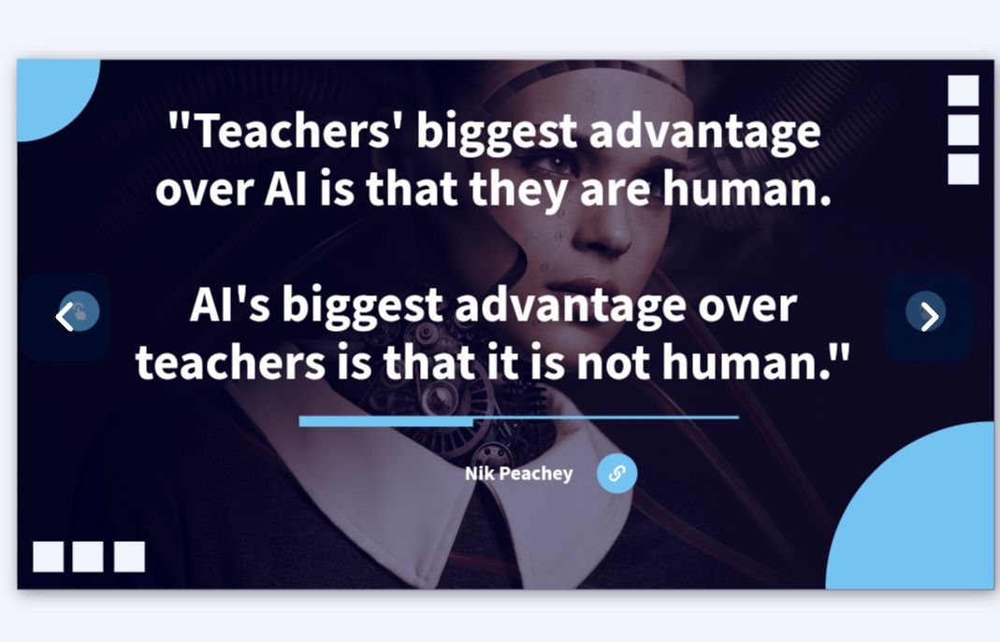 "Teachers' biggest advantage
over AI is that they are human.
AI's biggest advantage over
teachers is that it is not human."
Nik Peachey